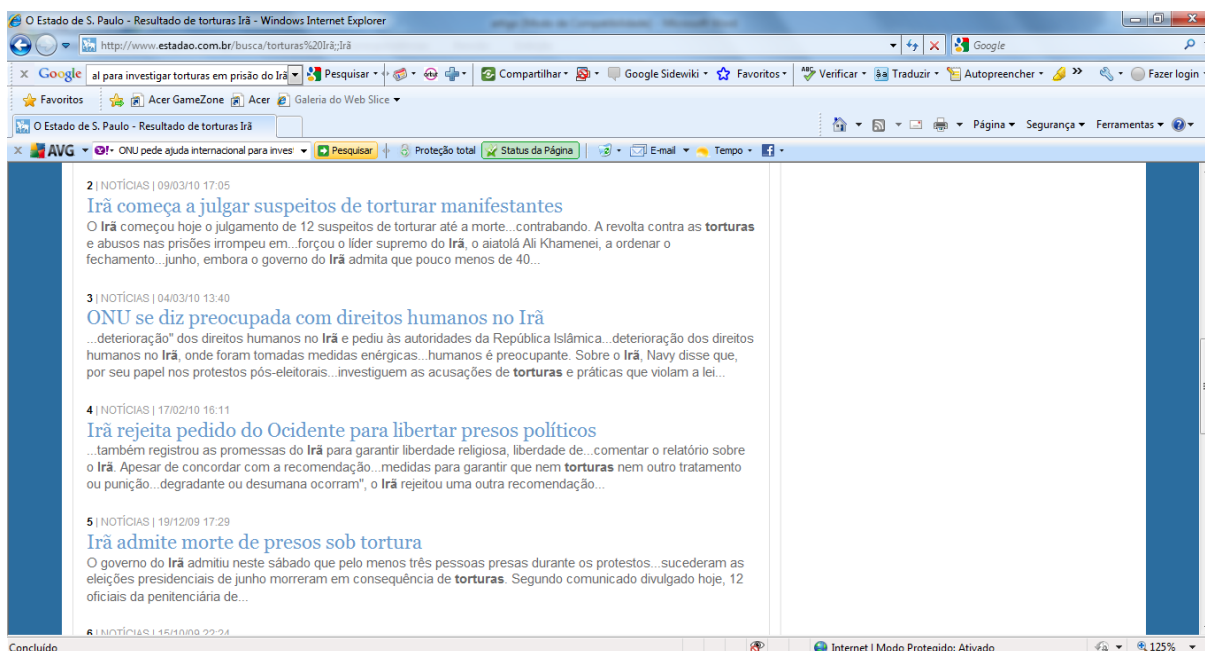 O Estado de S. Paulo - Resultado de torturas Irã - Windows Internet Explorer
http://www.estadao.com.br/busca/torturas%20Irã;;Irã
Google
x Google al para investigar torturas em prisão do Irã Pesquisar Compartilhar Google Sidewiki Favoritos Verificar Traduzir Autopreencher Fazer login
Favoritos Acer GameZone Acer Galeria do Web Slice
O Estado de S. Paulo - Resultado de torturas Irã Página Segurança Ferramentas
x AVG ONU pede ajuda internacional para inves Pesquisar Proteção total Status da Página E-mail Tempo
2 | NOTÍCIAS | 09/03/10 17:05
Irã começa a julgar suspeitos de torturar manifestantes
O Irã começou hoje o julgamento de 12 suspeitos de torturar até a morte...contrabando. A revolta contra as torturas
e abusos nas prisões irrompeu em...forçou o líder supremo do Irã, o aiatolá Ali Khamenei, a ordenar o
fechamento...junho, embora o governo do Irã admita que pouco menos de 40...
3 | NOTÍCIAS | 04/03/10 13:40
ONU se diz preocupada com direitos humanos no Irã
...deterioração" dos direitos humanos no Irã e pediu às autoridades da República Islâmica...deterioração dos direitos
humanos no Irã, onde foram tomadas medidas enérgicas...humanos é preocupante. Sobre o Irã, Navy disse que,
por seu papel nos protestos pós-eleitorais...investiguem as acusações de torturas e práticas que violam a lei...
4 | NOTÍCIAS | 17/02/10 16:11
Irã rejeita pedido do Ocidente para libertar presos políticos
...também registrou as promessas do Irã para garantir liberdade religiosa, liberdade de...comentar o relatório sobre
o Irã. Apesar de concordar com a recomendação...medidas para garantir que nem torturas nem outro tratamento
ou punição...degradante ou desumana ocorram", o Irã rejeitou uma outra recomendação...
5 | NOTÍCIAS | 19/12/09 17:29
Irã admite morte de presos sob tortura
O governo do Irã admitiu neste sábado que pelo menos três pessoas presas durante os protestos...sucederam as
eleições presidenciais de junho morreram em consequência de torturas. Segundo comunicado divulgado hoje, 12
oficiais da penitenciária de...
6 | NOTÍCIAS | 15/10/09 22:24
Concluído Internet | Modo Protegido: Ativado 125%